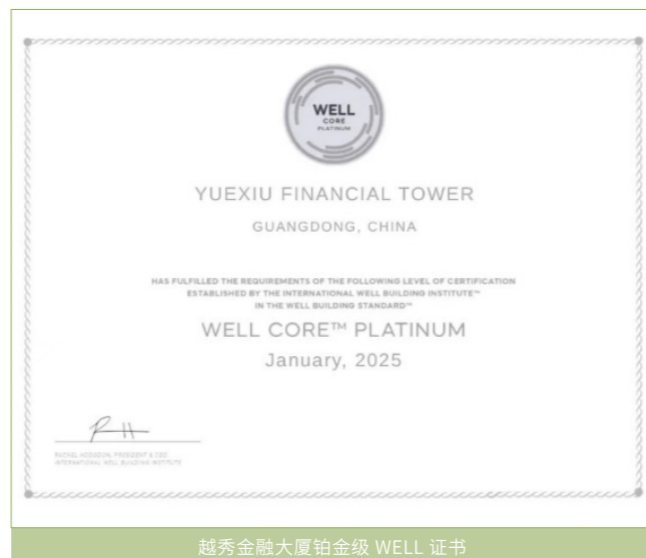 WELL
CORE
PLATINUM
YUEXIU FINANCIAL TOWER
GUANGDONG, CHINA
HAS FULFILLED THE REQUIREMENTS OF THE FOLLOWING LEVEL OF CERTIFICATION
ESTABLISHED BY THE INTERNATIONAL WELL BUILDING INSTITUTE™
IN THE WELL BUILDING STANDARD™
WELL CORE™ PLATINUM
January, 2025
RACHEL HODGDON, PRESIDENT & CEO,
INTERNATIONAL WELL BUILDING INSTITUTE
越秀金融大厦铂金级 WELL 证书